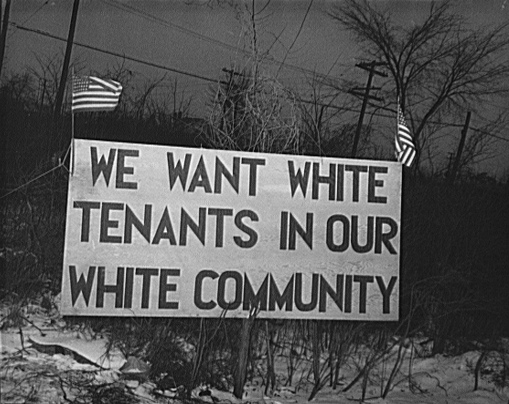 WE WANT WHITE
TENANTS IN OUR
WHITE COMMUNITY